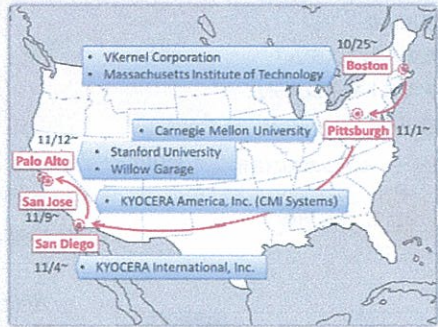 • VKernel Corporation
• Massachusetts Institute of Technology
10/25~
Boston
• Carnegie Mellon University
Pittsburgh
11/1~
11/12~
Palo Alto
• Stanford University
• Willow Garage
San Jose
11/9~
• KYOCERA America, Inc. (CMI Systems)
San Diego
11/4~
• KYOCERA International, Inc.